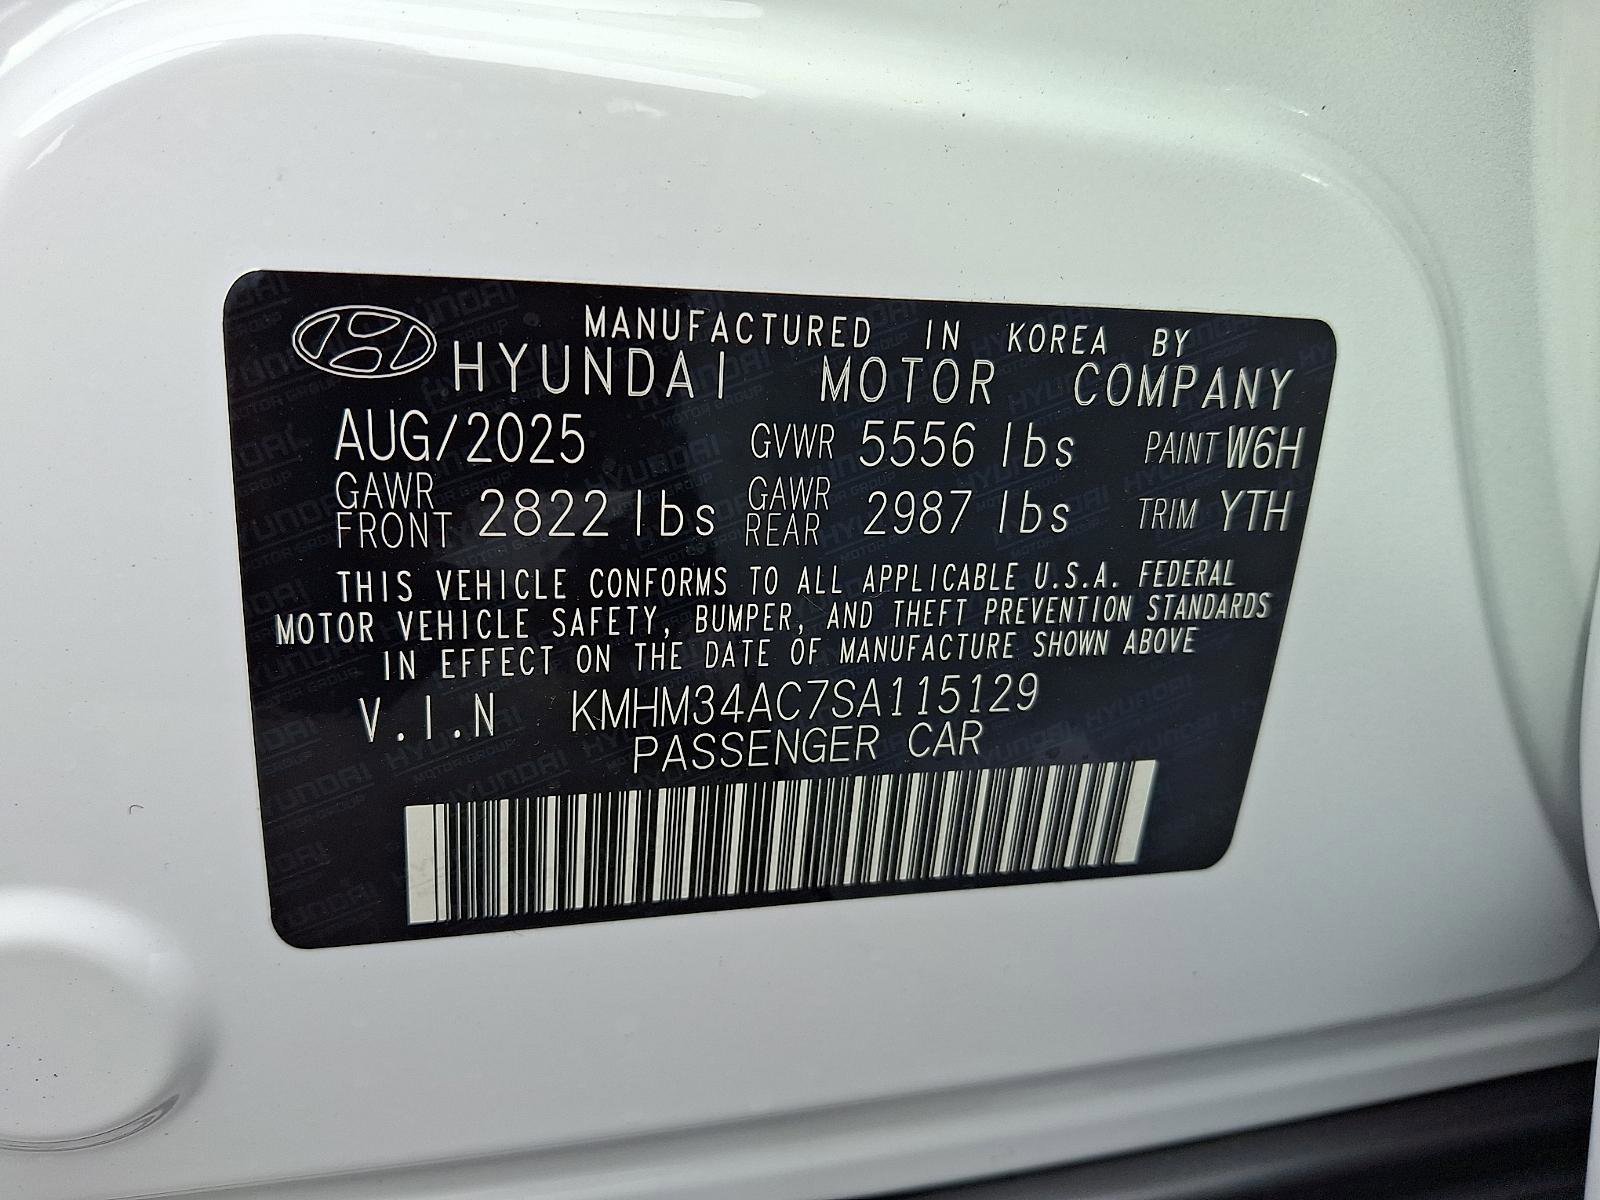 MANUFACTURED IN KOREA BY
HYUNDAI MOTOR COMPANY
AUG/2025 GVWR 5556 lbs PAINT W6H
GAWR FRONT 2822 lbs GAWR REAR 2987 lbs TRIM YTH
THIS VEHICLE CONFORMS TO ALL APPLICABLE U.S.A. FEDERAL
MOTOR VEHICLE SAFETY, BUMPER, AND THEFT PREVENTION STANDARDS
IN EFFECT ON THE DATE OF MANUFACTURE SHOWN ABOVE
V.I.N KMHM34AC7SA115129
PASSENGER CAR